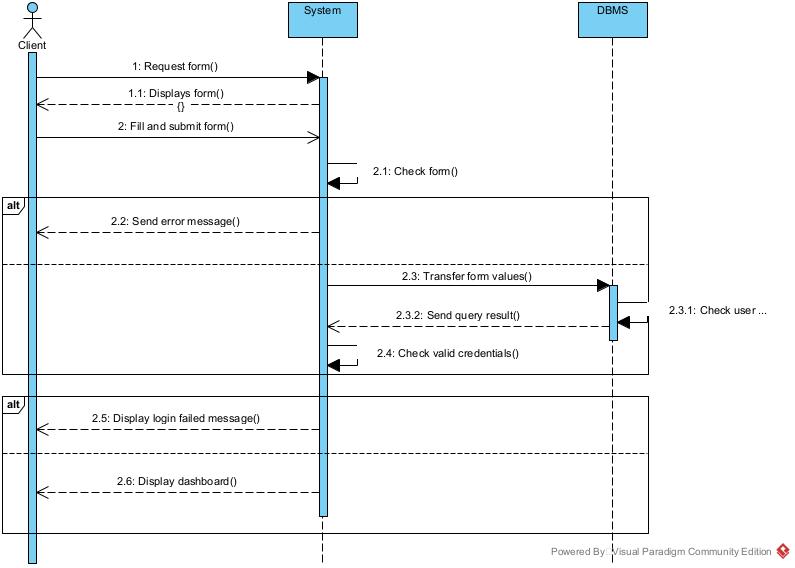 System
DBMS
Client
1: Request form()
1.1: Displays form()
{}
2: Fill and submit form()
2.1: Check form()
alt
2.2: Send error message()
2.3: Transfer form values()
2.3.1: Check user ...
2.3.2: Send query result()
2.4: Check valid credentials()
alt
2.5: Display login failed message()
2.6: Display dashboard()
Powered By Visual Paradigm Community Edition